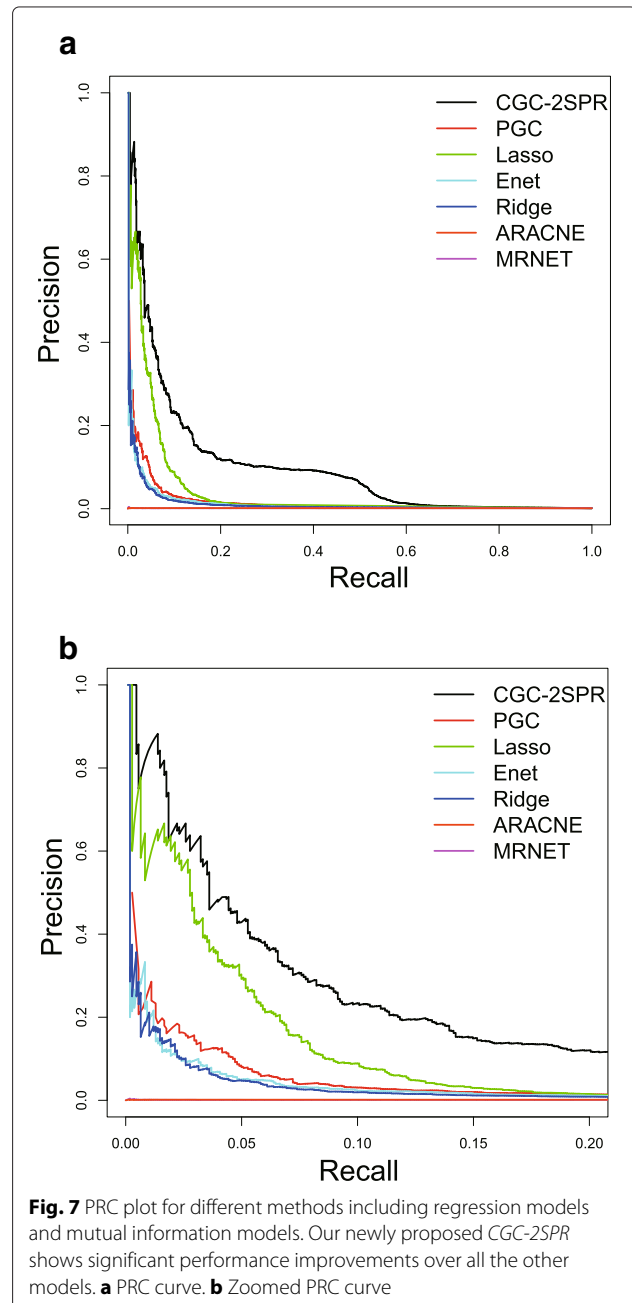 a
1.0
0.8
0.6
0.4
0.2
0.0
Precision
CGC-2SPR
PGC
Lasso
Enet
Ridge
ARACNE
MRNET
0.0 0.2 0.4 0.6 0.8 1.0
Recall
b
1.0
0.8
0.6
0.4
0.2
0.0
Precision
CGC-2SPR
PGC
Lasso
Enet
Ridge
ARACNE
MRNET
0.00 0.05 0.10 0.15 0.20
Recall
Fig. 7 PRC plot for different methods including regression models
and mutual information models. Our newly proposed CGC-2SPR
shows significant performance improvements over all the other
models. a PRC curve. b Zoomed PRC curve